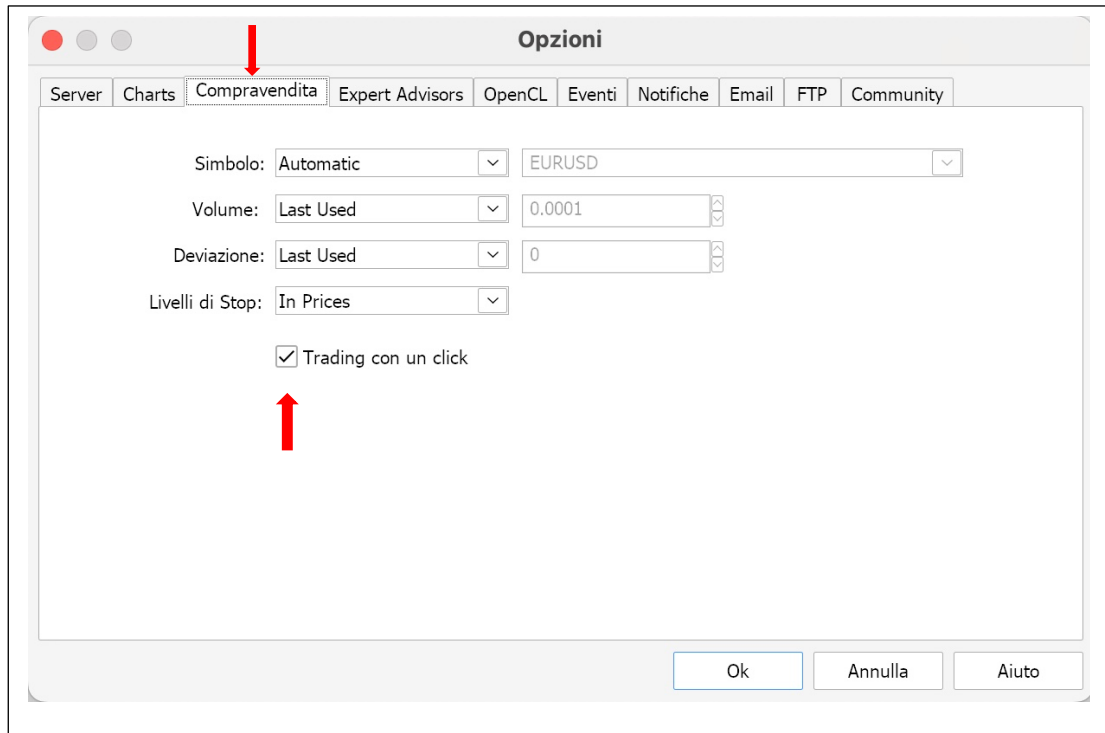 Opzioni
Server Charts Compravendita Expert Advisors OpenCL Eventi Notifiche Email FTP Community
Simbolo: Automatic EURUSD
Volume: Last Used 0.0001
Deviazione: Last Used 0
Livelli di Stop: In Prices
Trading con un click
Ok Annulla Aiuto